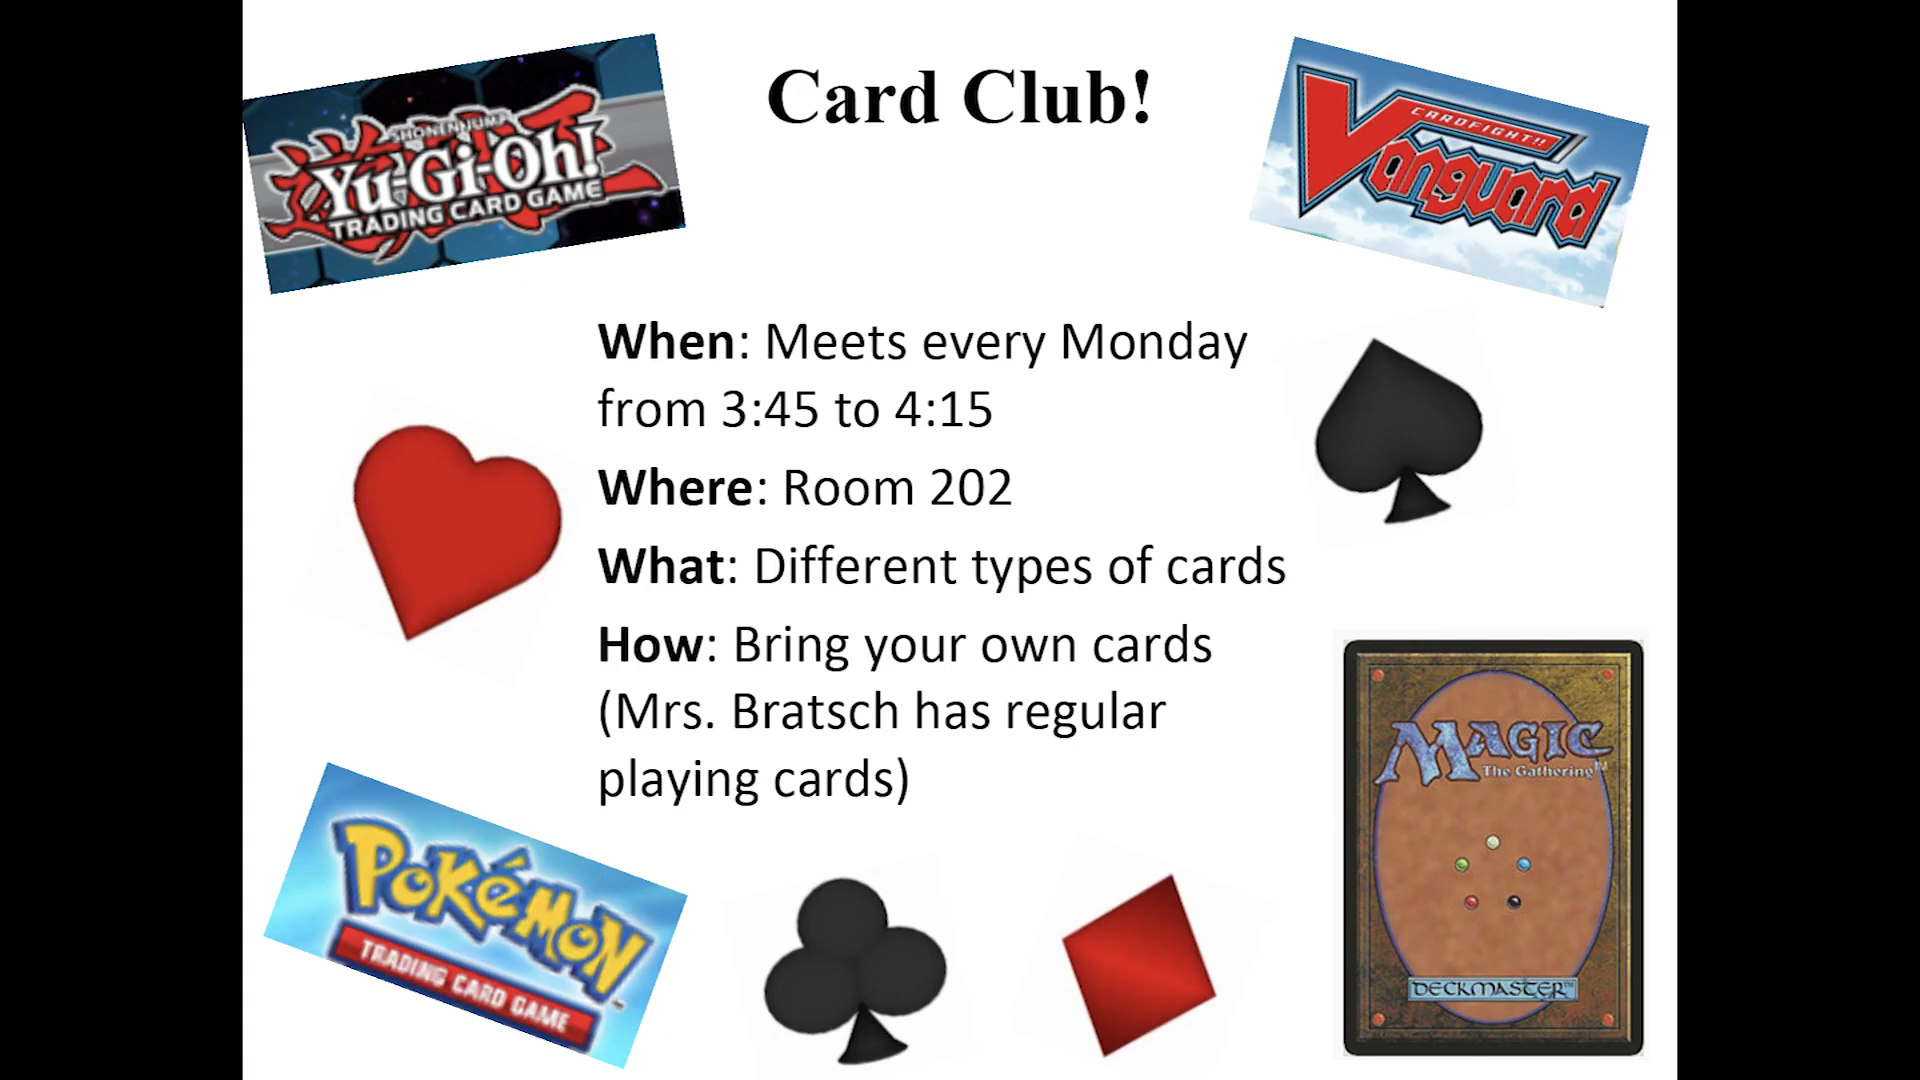 Card Club!
SHONEN JUMP
Yu-Gi-Oh!
TRADING CARD GAME
CARDFIGHT!!
Vanguard
When: Meets every Monday
from 3:45 to 4:15
Where: Room 202
What: Different types of cards
How: Bring your own cards
(Mrs. Bratsch has regular
playing cards)
Pokémon
TRADING CARD GAME
MAGIC
The Gathering™
DECKMASTER™